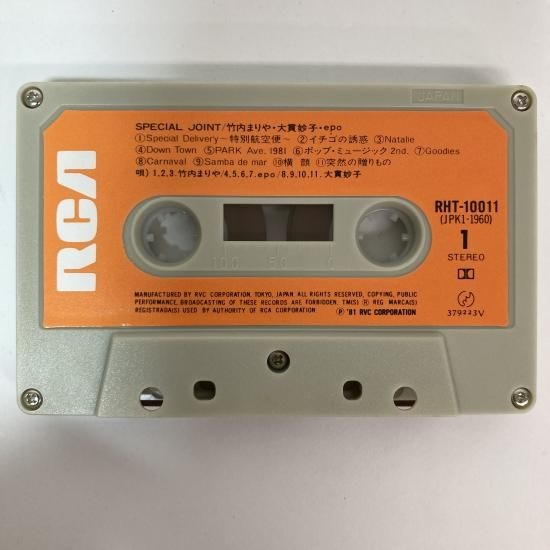 JAPAN
SPECIAL JOINT/竹内まりや・大貫妙子・epo
①Special Delivery～特別航空便～ ②イチゴの誘惑 ③Natalie
④Down Town ⑤PARK Ave. 1981 ⑥ポップ・ミュージック2nd. ⑦Goodies
⑧Carnaval ⑨Samba de mar ⑩横顔 ⑪突然の贈りもの
唄) 1,2,3.竹内まりや/4,5,6,7.epo/8,9,10,11.大貫妙子
RCA
RHT-10011
(JPK1-1960)
1
STEREO
100 50 0
MANUFACTURED BY RVC CORPORATION, TOKYO, JAPAN. ALL RIGHTS RESERVED, COPYING, PUBLIC
PERFORMANCE, BROADCASTING OF THESE RECORDS ARE FORBIDDEN. TM(S) ® REG MARCA(S)
REGISTRADA(S) USED BY AUTHORITY OF RCA CORPORATION
Ⓟ '81 RVC CORPORATION
379223V